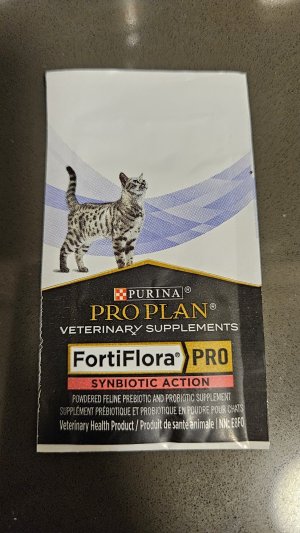 PURINA®
PRO PLAN®
VETERINARY SUPPLEMENTS
FortiFlora® PRO
SYNBIOTIC ACTION
POWDERED FELINE PREBIOTIC AND PROBIOTIC SUPPLEMENT
SUPPLÉMENT PRÉBIOTIQUE ET PROBIOTIQUE EN POUDRE POUR CHATS
Veterinary Health Product / Produit de santé animale | NN: